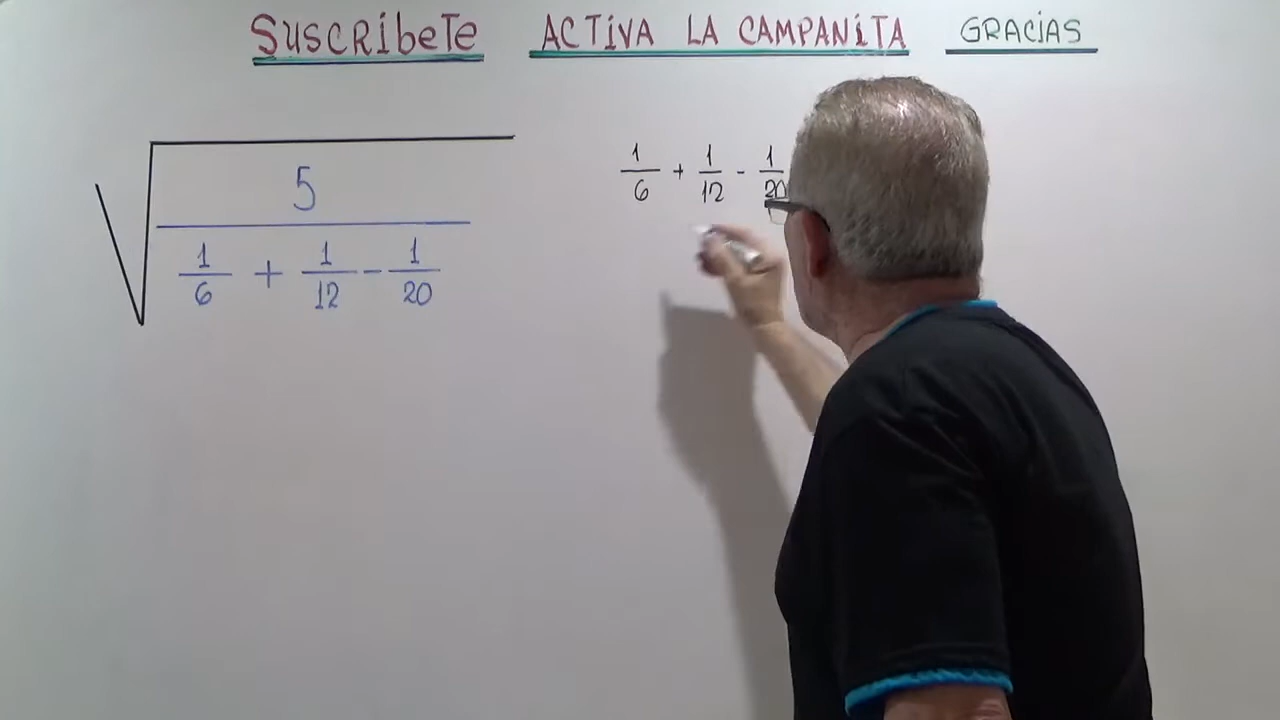 SUSCRIBETE ACTIVA LA CAMPANITA GRACIAS
√(5 / (1/6 + 1/12 - 1/20))
1/6 + 1/12 - 1/20